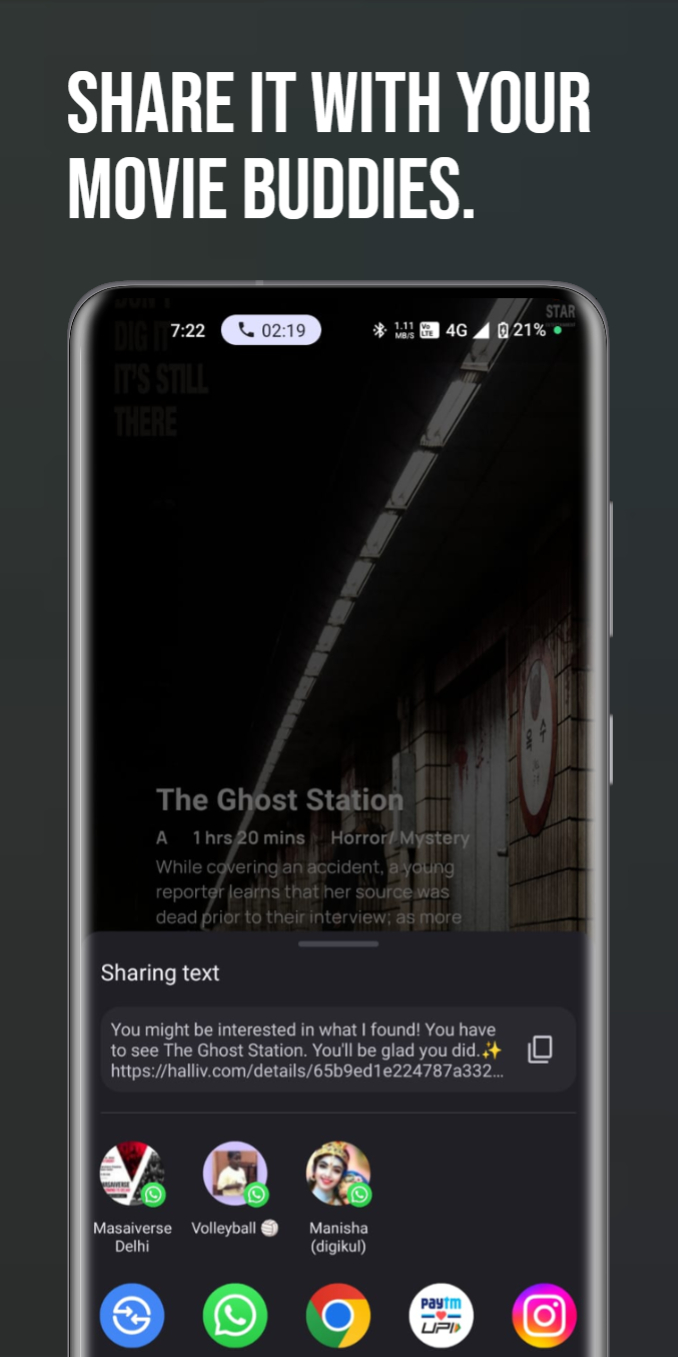 SHARE IT WITH YOUR
MOVIE BUDDIES.
STAR
7:22
02:19
1.11
MB/S
Vo
LTE
4G
21%
DON'T
DIG IT
IT'S STILL
THERE
The Ghost Station
A 1 hrs 20 mins Horror/ Mystery
While covering an accident, a young
reporter learns that her source was
dead prior to their interview; as more
Sharing text
You might be interested in what I found! You have
to see The Ghost Station. You'll be glad you did.✨
https://halliv.com/details/65b9ed1e224787a332...
Masaiverse
Delhi
Volleyball 🏐
Manisha
(digikul)
paytm
UPI